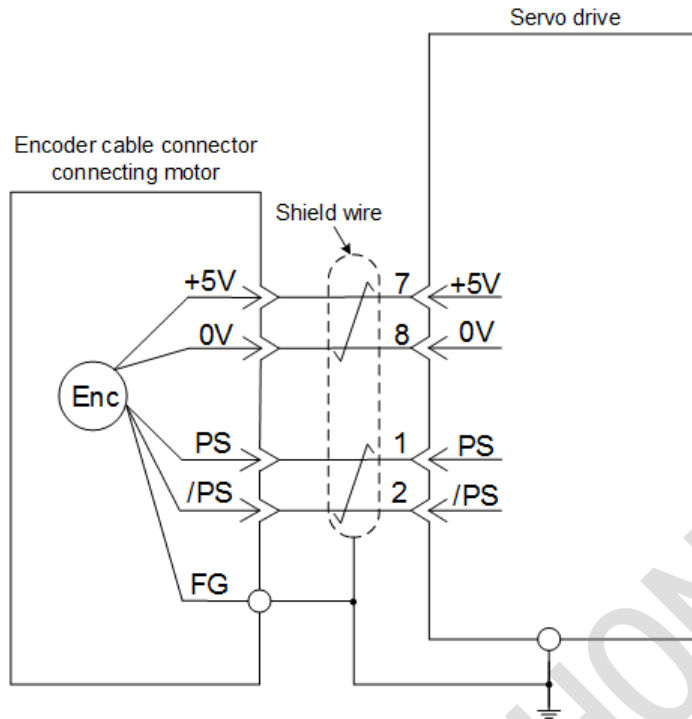 Servo drive
Encoder cable connector
connecting motor
Shield wire
+5V
7
+5V
0V
8
0V
Enc
PS
1
PS
/PS
2
/PS
FG
HON